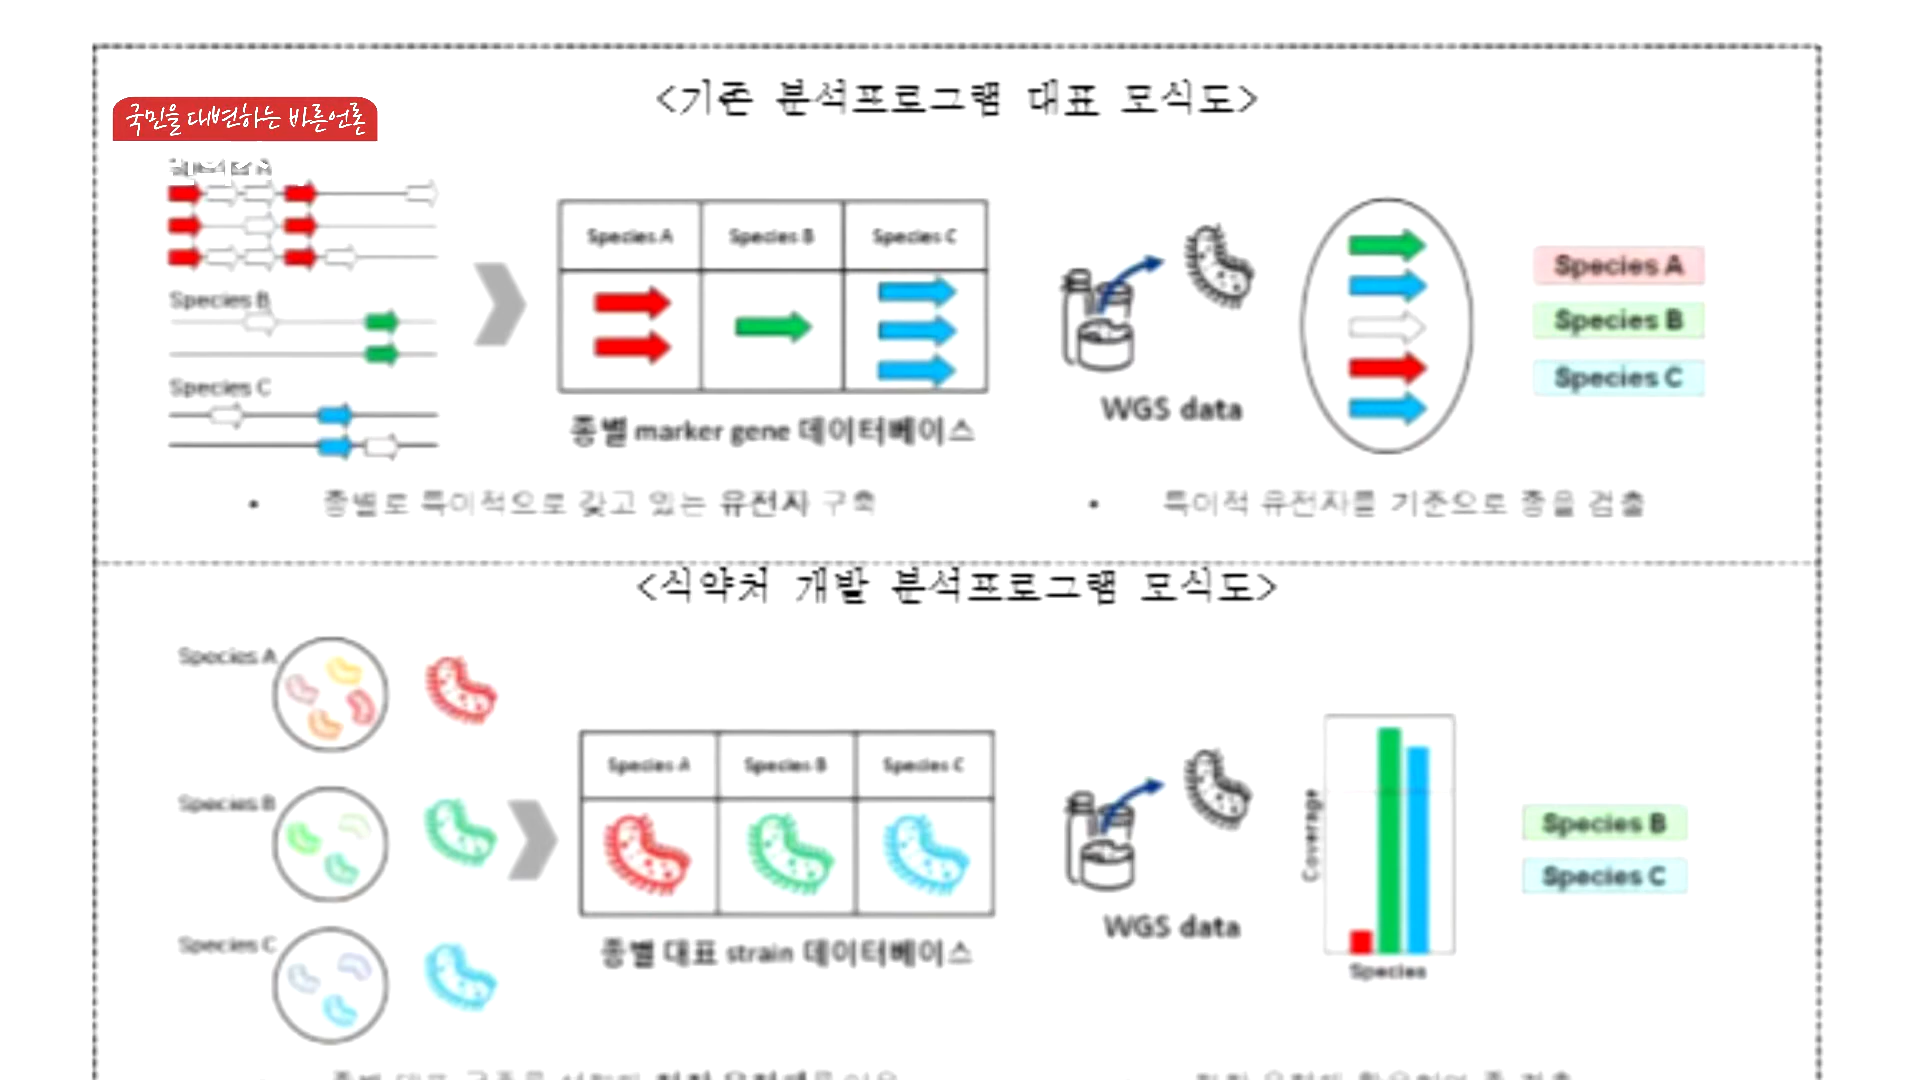 <기존 분석프로그램 대표 모식도>
국민을 대변하는 바른언론
Species A
Species B
Species C
Species A Species B Species C
종별 marker gene 데이터베이스
WGS data
Species A
Species B
Species C
• 종별로 특이적으로 갖고 있는 유전자 구축
• 특이적 유전자를 기준으로 종을 검출
<식약처 개발 분석프로그램 모식도>
Species A
Species B
Species C
Species A Species B Species C
종별 대표 strain 데이터베이스
WGS data
Coverage
Species
Species B
Species C